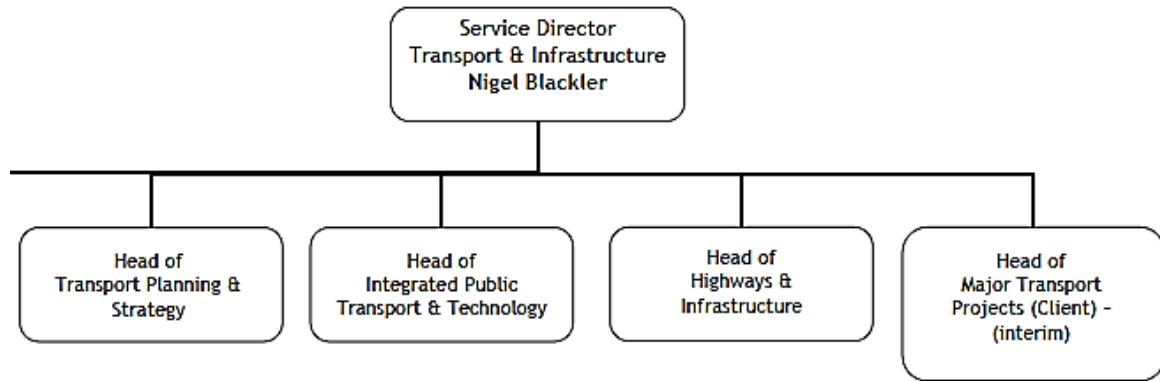 Service Director
Transport & Infrastructure
Nigel Blackler
Head of
Transport Planning &
Strategy
Head of
Integrated Public
Transport & Technology
Head of
Highways &
Infrastructure
Head of
Major Transport
Projects (Client) –
(interim)